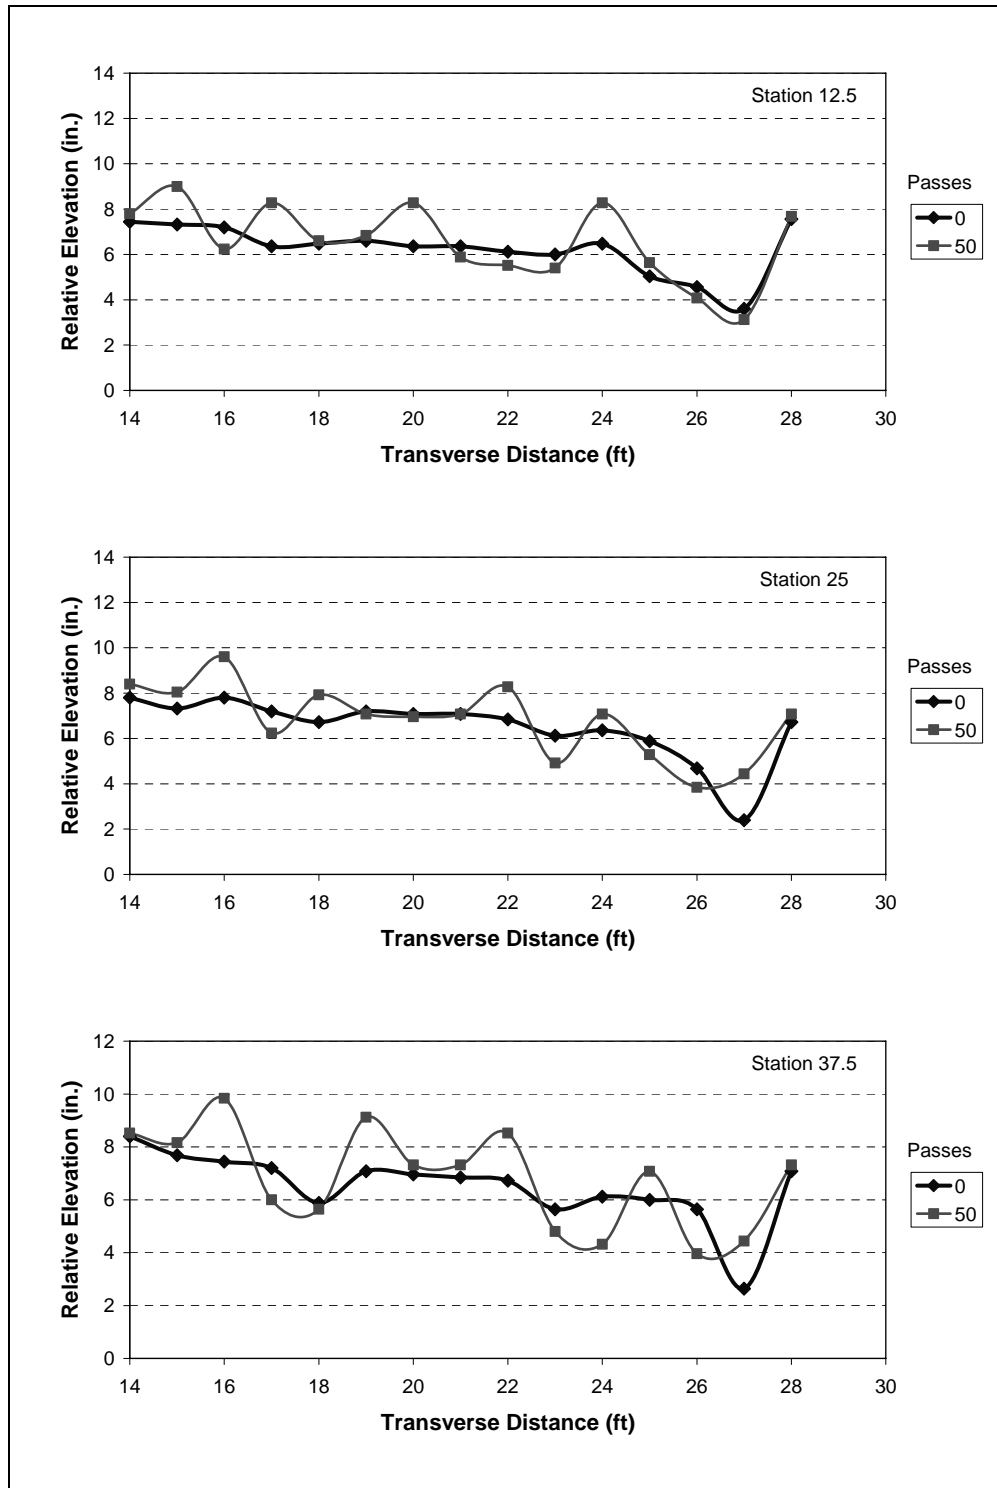 Station 12.5
Relative Elevation (in.)
14
12
10
8
6
4
2
0
14 16 18 20 22 24 26 28 30
Transverse Distance (ft)
Passes
0
50
Station 25
Relative Elevation (in.)
14
12
10
8
6
4
2
0
14 16 18 20 22 24 26 28 30
Transverse Distance (ft)
Passes
0
50
Station 37.5
Relative Elevation (in.)
12
10
8
6
4
2
0
14 16 18 20 22 24 26 28 30
Transverse Distance (ft)
Passes
0
50